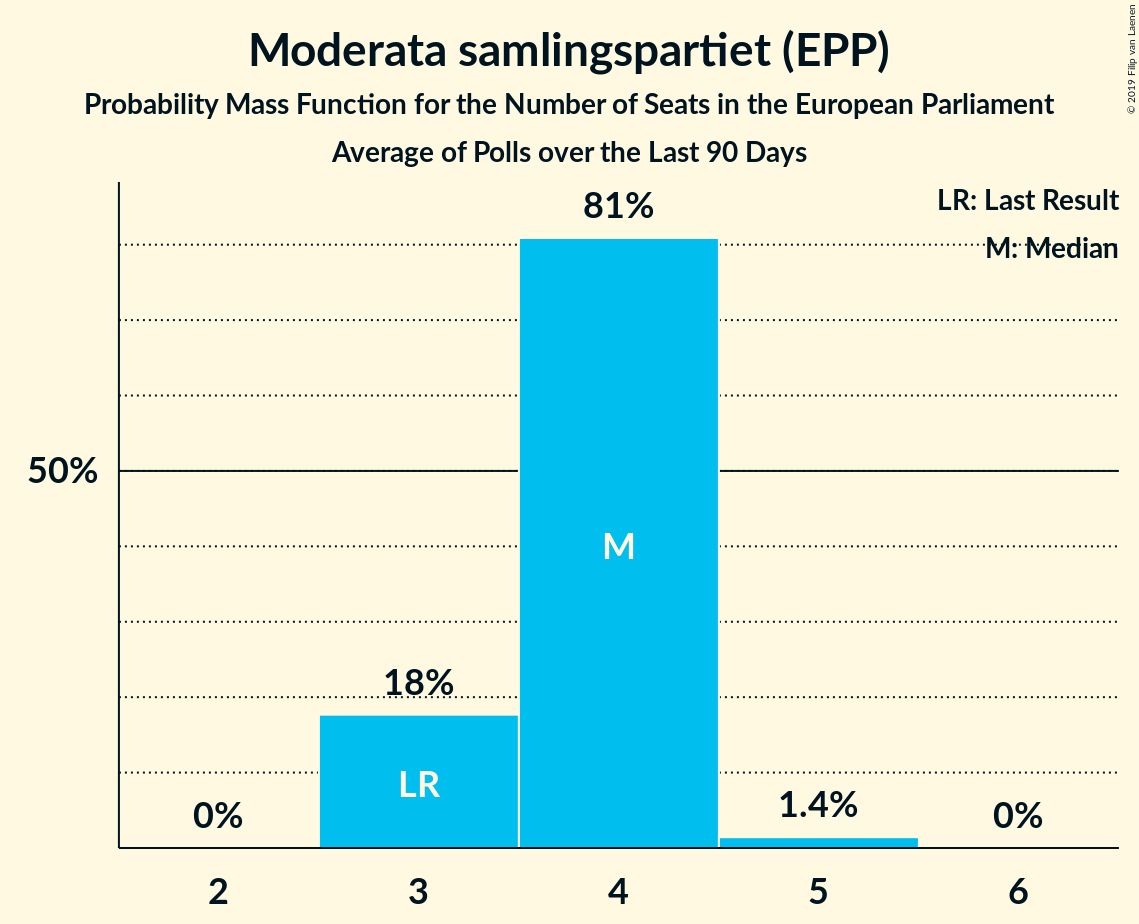 Moderata samlingspartiet (EPP)
Probability Mass Function for the Number of Seats in the European Parliament
Average of Polls over the Last 90 Days
© 2019 Filip van Laenen
LR: Last Result
M: Median
81%
50%
M
18%
LR
0%
1.4%
0%
2 3 4 5 6